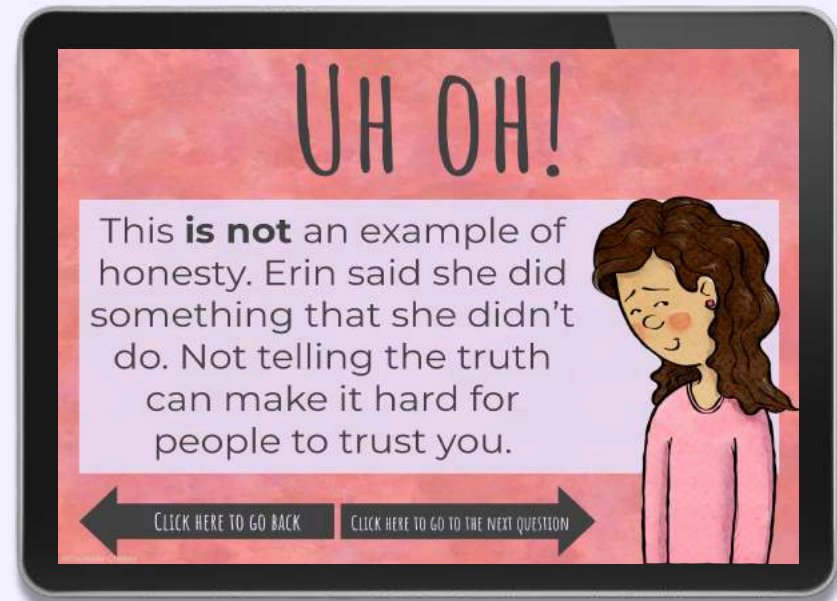 UH OH!
This is not an example of
honesty. Erin said she did
something that she didn't
do. Not telling the truth
can make it hard for
people to trust you.
CLICK HERE TO GO BACK
CLICK HERE TO GO TO THE NEXT QUESTION